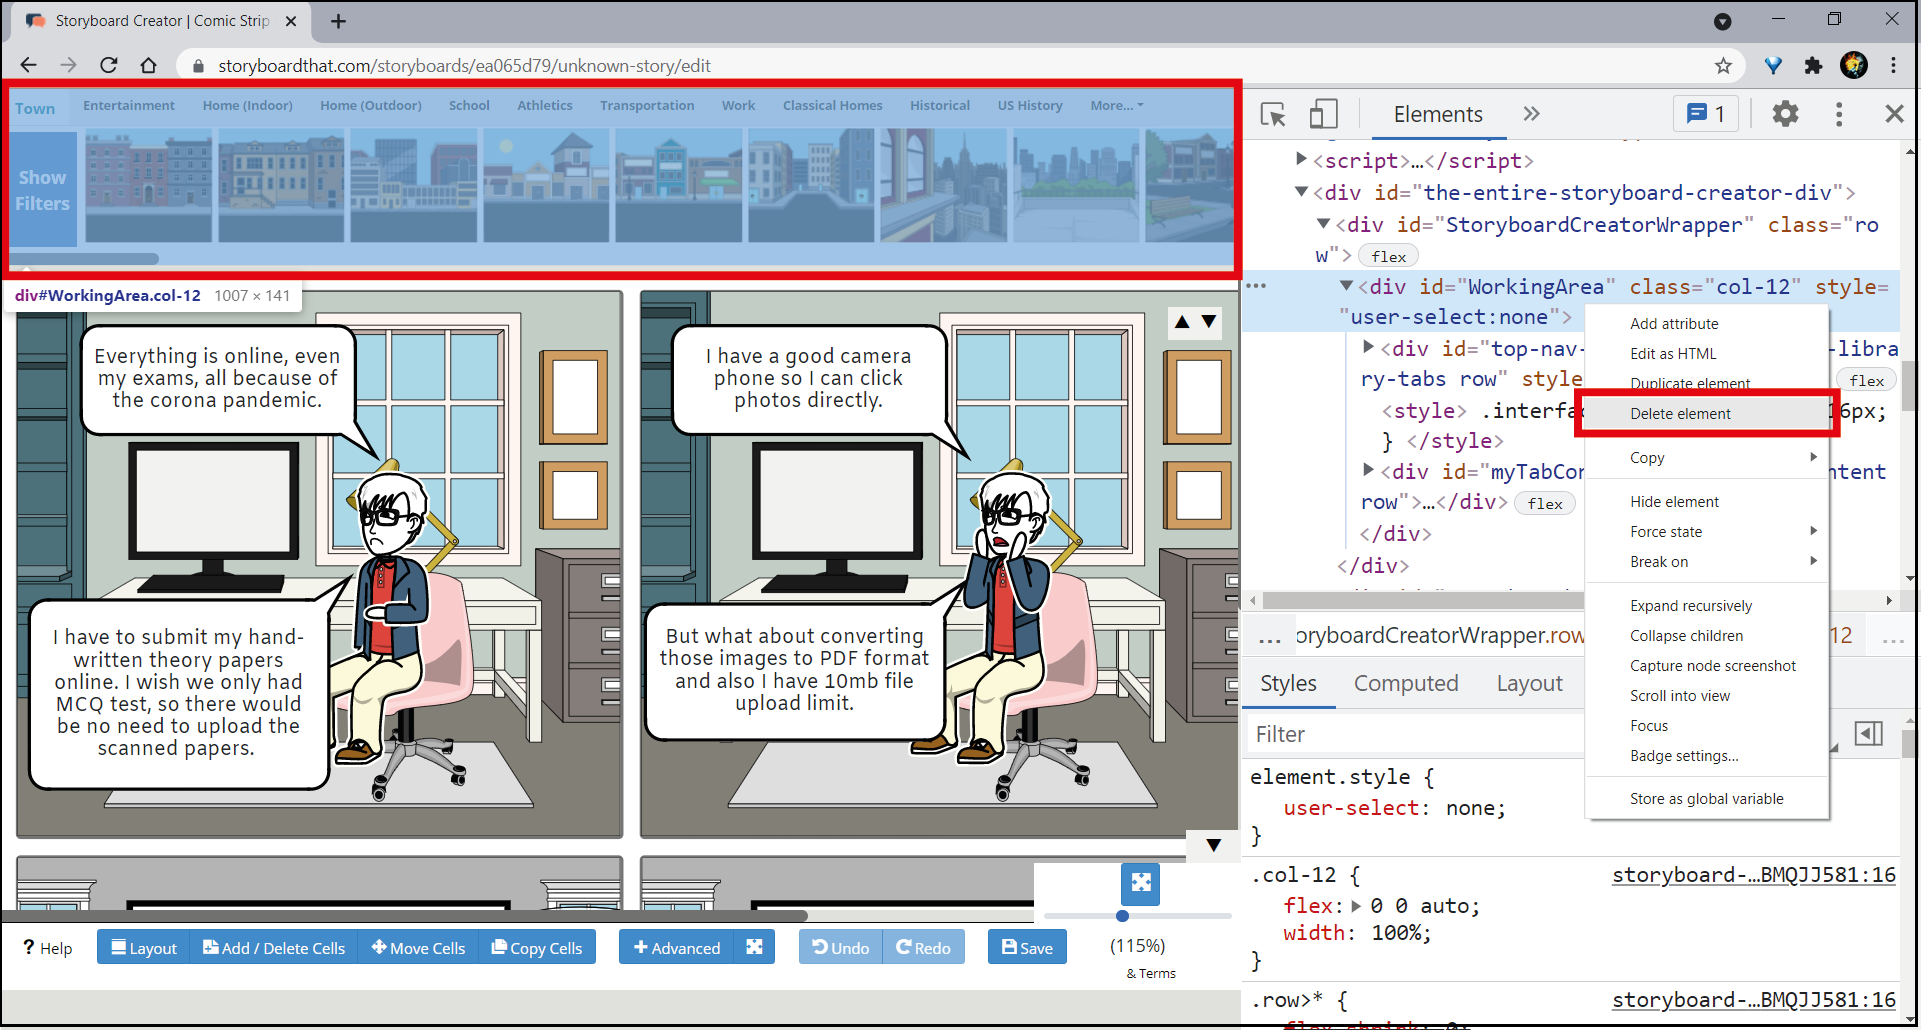 Storyboard Creator | Comic Strip
storyboardthat.com/storyboards/ea065d79/unknown-story/edit
Town Entertainment Home (Indoor) Home (Outdoor) School Athletics Transportation Work Classical Homes Historical US History More...
Show
Filters
div#WorkingArea.col-12 1007 × 141
Everything is online, even
my exams, all because of
the corona pandemic.
I have to submit my hand-
written theory papers
online. I wish we only had
MCQ test, so there would
be no need to upload the
scanned papers.
I have a good camera
phone so I can click
photos directly.
But what about converting
those images to PDF format
and also I have 10mb file
upload limit.
? Help
Layout
Add / Delete Cells
Move Cells
Copy Cells
Advanced
Undo
Redo
Save
(115%)
& Terms
Elements
1
<script>…</script>
<div id="the-entire-storyboard-creator-div">
<div id="StoryboardCreatorWrapper" class="ro
w"> flex
<div id="WorkingArea" class="col-12" style=
"user-select:none">
<div id="top-nav- -libra
ry-tabs row" style flex
<style> .interfac 16px;
} </style>
<div id="myTabCon ntent
row">…</div> flex
</div>
</div>
Add attribute
Edit as HTML
Duplicate element
Delete element
Copy
Hide element
Force state
Break on
Expand recursively
Collapse children
Capture node screenshot
Scroll into view
Focus
Badge settings...
Store as global variable
... oryboardCreatorWrapper.row 12 ...
Styles Computed Layout
Filter
element.style {
user-select: none;
}
.col-12 { storyboard-…BMQJJ581:16
flex: 0 0 auto;
width: 100%;
}
.row>* { storyboard-…BMQJJ581:16
flex-shrink: 0;